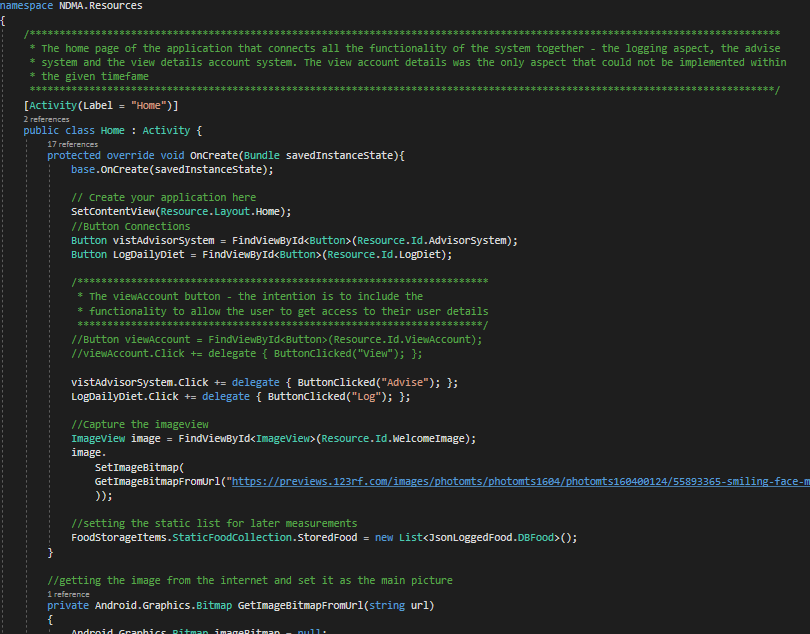 namespace NDMA.Resources
{
/*******************************************************************************************************************************
* The home page of the application that connects all the functionality of the system together - the logging aspect, the advise
* system and the view details account system. The view account details was the only aspect that could not be implemented within
* the given timefame
*******************************************************************************************************************************/
[Activity(Label = "Home")]
2 references
public class Home : Activity {
17 references
protected override void OnCreate(Bundle savedInstanceState){
base.OnCreate(savedInstanceState);
// Create your application here
SetContentView(Resource.Layout.Home);
//Button Connections
Button vistAdvisorSystem = FindViewById<Button>(Resource.Id.AdvisorSystem);
Button LogDailyDiet = FindViewById<Button>(Resource.Id.LogDiet);
/*********************************************************************
* The viewAccount button - the intention is to include the
* functionality to allow the user to get access to their user details
********************************************************************/
//Button viewAccount = FindViewById<Button>(Resource.Id.ViewAccount);
//viewAccount.Click += delegate { ButtonClicked("View"); };
vistAdvisorSystem.Click += delegate { ButtonClicked("Advise"); };
LogDailyDiet.Click += delegate { ButtonClicked("Log"); };
//Capture the imageview
ImageView image = FindViewById<ImageView>(Resource.Id.WelcomeImage);
image.
SetImageBitmap(
GetImageBitmapFromUrl("https://previews.123rf.com/images/photomts/photomts1604/photomts160400124/55893365-smiling-face-m
));
//setting the static list for later measurements
FoodStorageItems.StaticFoodCollection.StoredFood = new List<JsonLoggedFood.DBFood>();
}
//getting the image from the internet and set it as the main picture
1 reference
private Android.Graphics.Bitmap GetImageBitmapFromUrl(string url)
{
Android.Graphics.Bitmap imageBitmap = null;